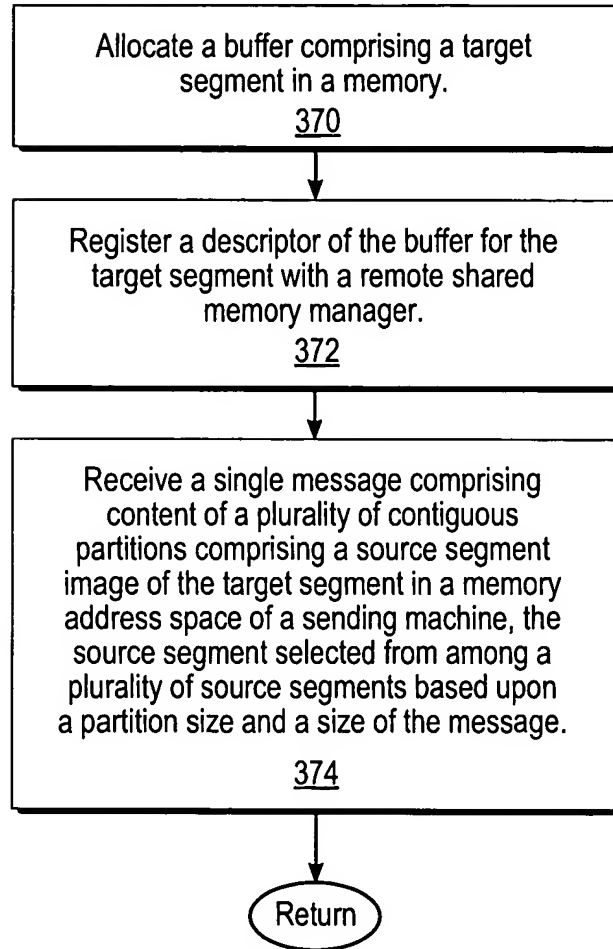 Allocate a buffer comprising a target
segment in a memory.
370
Register a descriptor of the buffer for the
target segment with a remote shared
memory manager.
372
Receive a single message comprising
content of a plurality of contiguous
partitions comprising a source segment
image of the target segment in a memory
address space of a sending machine, the
source segment selected from among a
plurality of source segments based upon
a partition size and a size of the message.
374
Return